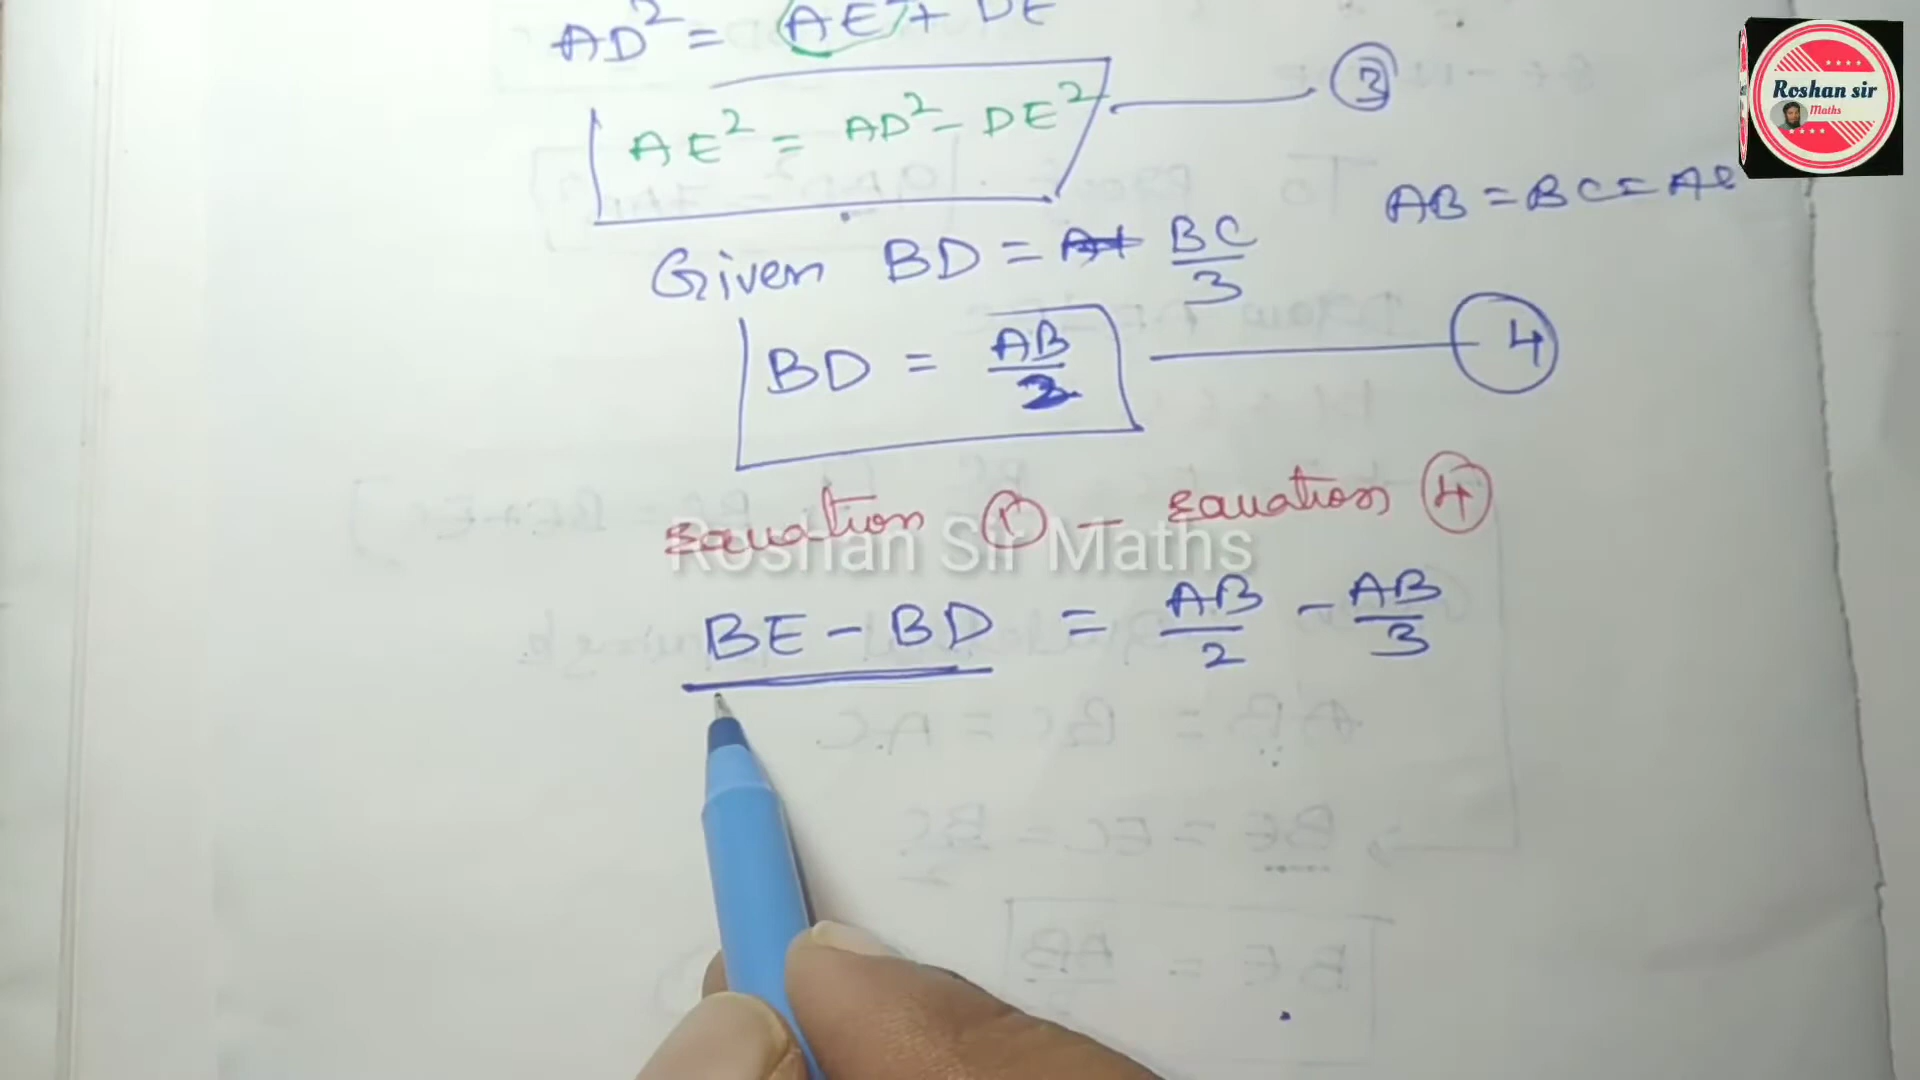 AD² = AE² + DE
AE² = AD² - DE² ③
Roshan sir
Maths
AB = BC = AC
Given BD = BC/3
BD = AB/3 ④
Equation ① - Equation ④
Roshan Sir Maths
BE - BD = AB/2 - AB/3